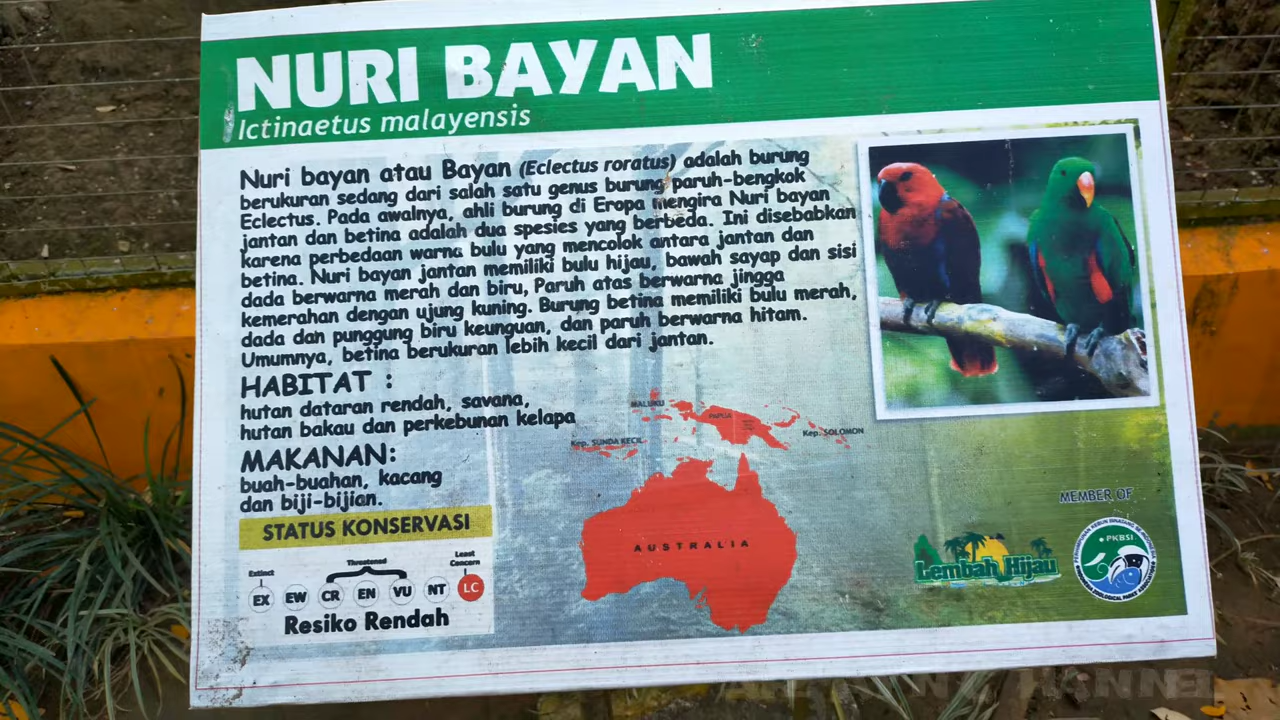 NURI BAYAN
Ictinaetus malayensis
Nuri bayan atau Bayan (Eclectus roratus) adalah burung
berukuran sedang dari salah satu genus burung paruh-bengkok
Eclectus. Pada awalnya, ahli burung di Eropa mengira Nuri bayan
jantan dan betina adalah dua spesies yang berbeda. Ini disebabkan
karena perbedaan warna bulu yang mencolok antara jantan dan
betina. Nuri bayan jantan memiliki bulu hijau, bawah sayap dan sisi
dada berwarna merah dan biru, Paruh atas berwarna jingga
kemerahan dengan ujung kuning. Burung betina memiliki bulu merah,
dada dan punggung biru keunguan, dan paruh berwarna hitam.
Umumnya, betina berukuran lebih kecil dari jantan.
HABITAT :
hutan dataran rendah, savana,
hutan bakau dan perkebunan kelapa
MAKANAN:
buah-buahan, kacang
dan biji-bijian.
STATUS KONSERVASI
Extinct
Threatened
Least
Concern
EX EW CR EN VU NT LC
Resiko Rendah
MALUKU
PAPUA
Kep. SUNDA KECIL
Kep. SOLOMON
AUSTRALIA
MEMBER OF
Lembah Hijau
PKBSI